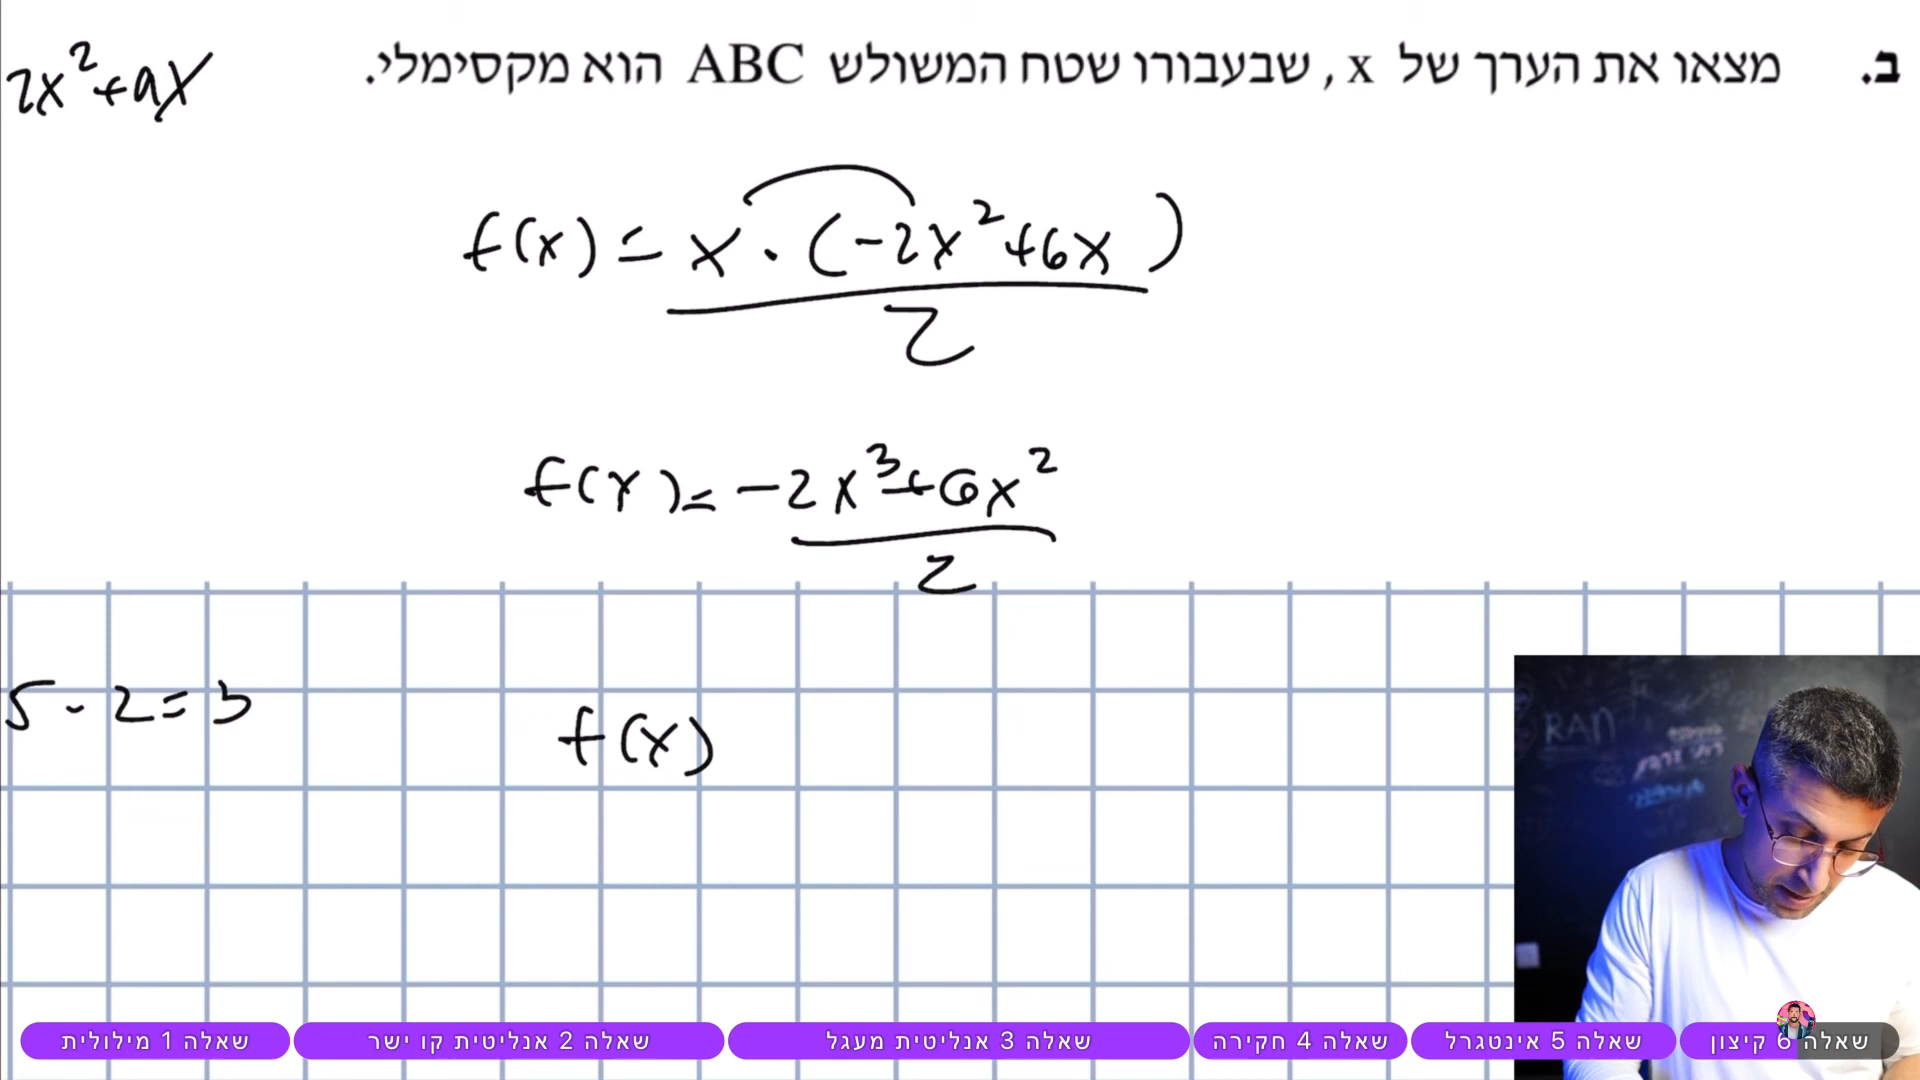 ב. מצאו את הערך של x , שבעבורו שטח המשולש ABC הוא מקסימלי.
2x²+9x
f(x) = x · (-2x²+6x)
2
f(x) = -2x³+6x²
2
5-2=3
f(x)
RAN
שאלה 1 מילולית
שאלה 2 אנליטית קו ישר
שאלה 3 אנליטית מעגל
שאלה 4 חקירה
שאלה 5 אינטגרל
שאלה 6 קיצון